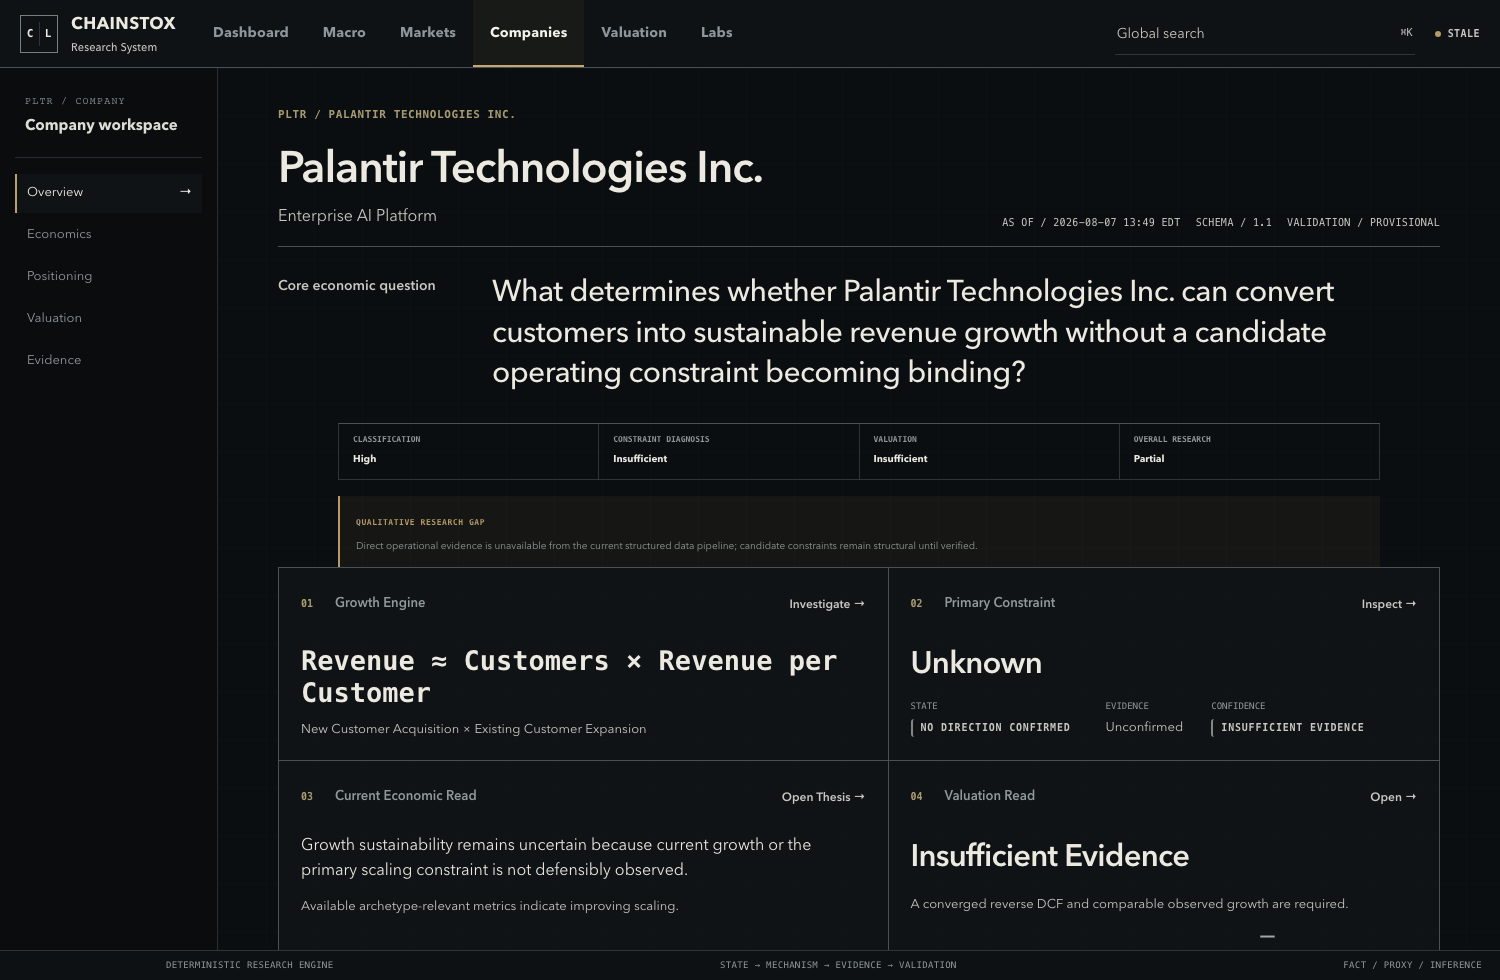 C L
CHAINSTOX
Research System
Dashboard Macro Markets Companies Valuation Labs
Global search ⌘K
STALE
PLTR / COMPANY
Company workspace
Overview →
Economics
Positioning
Valuation
Evidence
PLTR / PALANTIR TECHNOLOGIES INC.
Palantir Technologies Inc.
Enterprise AI Platform
AS OF / 2026-08-07 13:49 EDT SCHEMA / 1.1 VALIDATION / PROVISIONAL
Core economic question
What determines whether Palantir Technologies Inc. can convert
customers into sustainable revenue growth without a candidate
operating constraint becoming binding?
CLASSIFICATION
High
CONSTRAINT DIAGNOSIS
Insufficient
VALUATION
Insufficient
OVERALL RESEARCH
Partial
QUALITATIVE RESEARCH GAP
Direct operational evidence is unavailable from the current structured data pipeline; candidate constraints remain structural until verified.
01 Growth Engine Investigate →
Revenue ≈ Customers × Revenue per
Customer
New Customer Acquisition × Existing Customer Expansion
02 Primary Constraint Inspect →
Unknown
STATE EVIDENCE CONFIDENCE
NO DIRECTION CONFIRMED Unconfirmed INSUFFICIENT EVIDENCE
03 Current Economic Read Open Thesis →
Growth sustainability remains uncertain because current growth or the
primary scaling constraint is not defensibly observed.
Available archetype-relevant metrics indicate improving scaling.
04 Valuation Read Open →
Insufficient Evidence
A converged reverse DCF and comparable observed growth are required.
—
DETERMINISTIC RESEARCH ENGINE STATE → MECHANISM → EVIDENCE → VALIDATION FACT / PROXY / INFERENCE